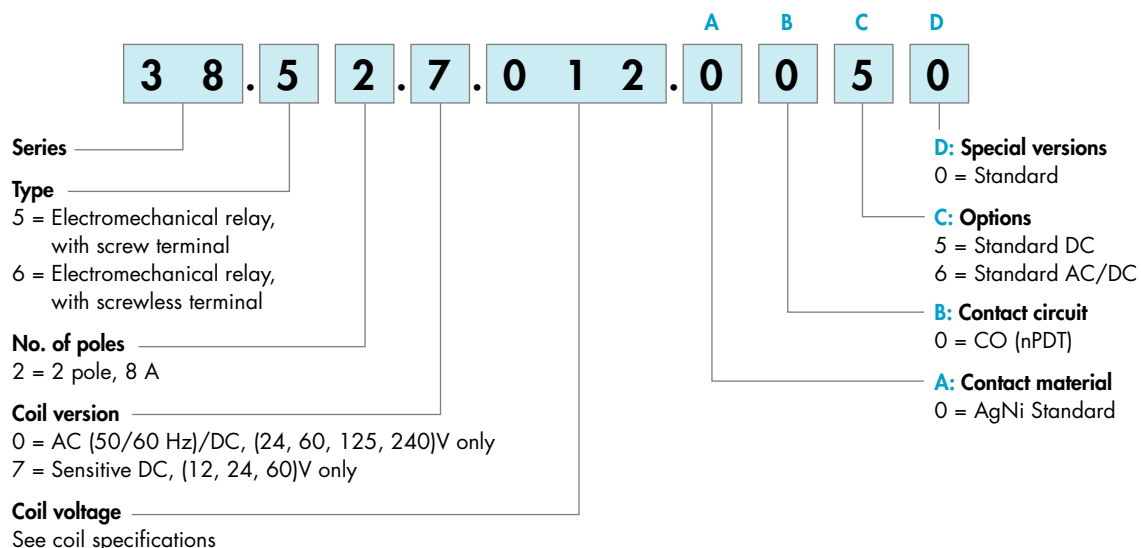 A B C D
3 8 . 5 2 . 7 . 0 1 2 . 0 0 5 0
Series
Type
5 = Electromechanical relay,
with screw terminal
6 = Electromechanical relay,
with screwless terminal
No. of poles
2 = 2 pole, 8 A
Coil version
0 = AC (50/60 Hz)/DC, (24, 60, 125, 240)V only
7 = Sensitive DC, (12, 24, 60)V only
Coil voltage
See coil specifications
D: Special versions
0 = Standard
C: Options
5 = Standard DC
6 = Standard AC/DC
B: Contact circuit
0 = CO (nPDT)
A: Contact material
0 = AgNi Standard